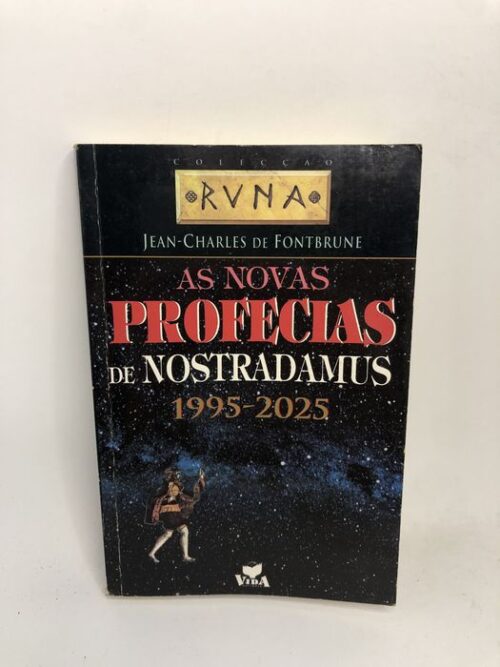 COLECÇÃO
RVNA
JEAN-CHARLES DE FONTBRUNE
AS NOVAS
PROFECIAS
DE NOSTRADAMUS
1995-2025
VIDA